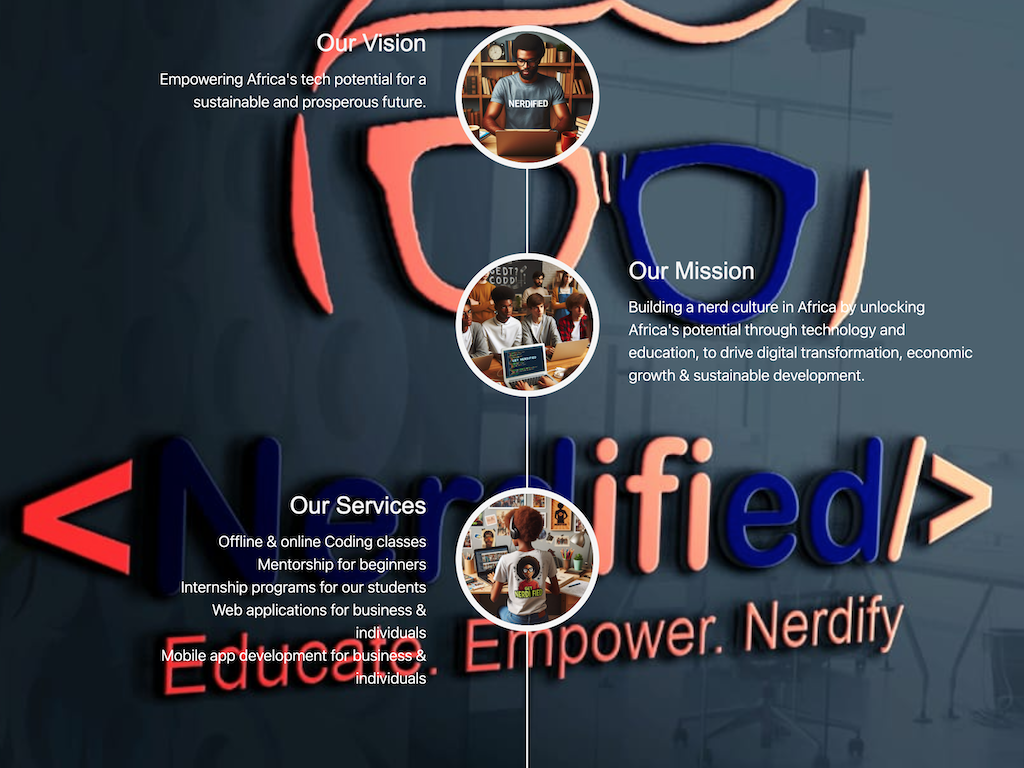 Our Vision
Empowering Africa's tech potential for a
sustainable and prosperous future.
NERDIFIED
Our Mission
Building a nerd culture in Africa by unlocking
Africa's potential through technology and
education, to drive digital transformation, economic
growth & sustainable development.
<Nerdified/>
Our Services
Offline & online Coding classes
Mentorship for beginners
Internship programs for our students
Web applications for business &
individuals
Mobile app development for business &
individuals
Educate. Empower. Nerdify